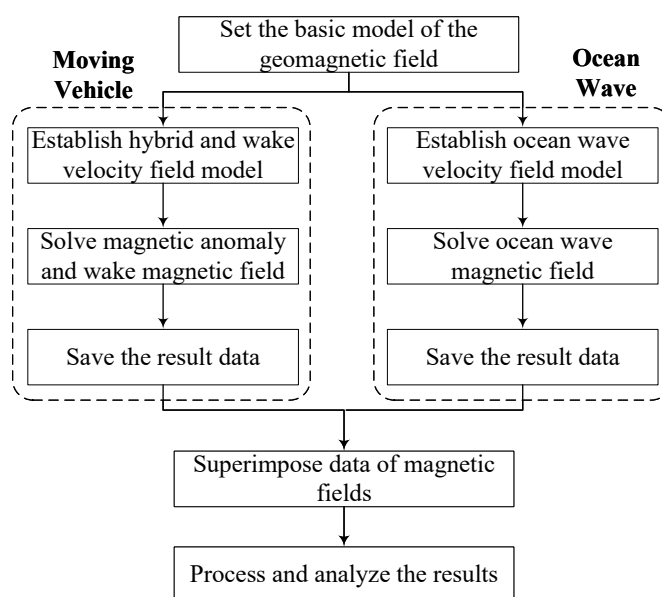 Set the basic model of the
geomagnetic field
Moving
Vehicle
Ocean
Wave
Establish hybrid and wake
velocity field model
Solve magnetic anomaly
and wake magnetic field
Save the result data
Establish ocean wave
velocity field model
Solve ocean wave
magnetic field
Save the result data
Superimpose data of magnetic
fields
Process and analyze the results